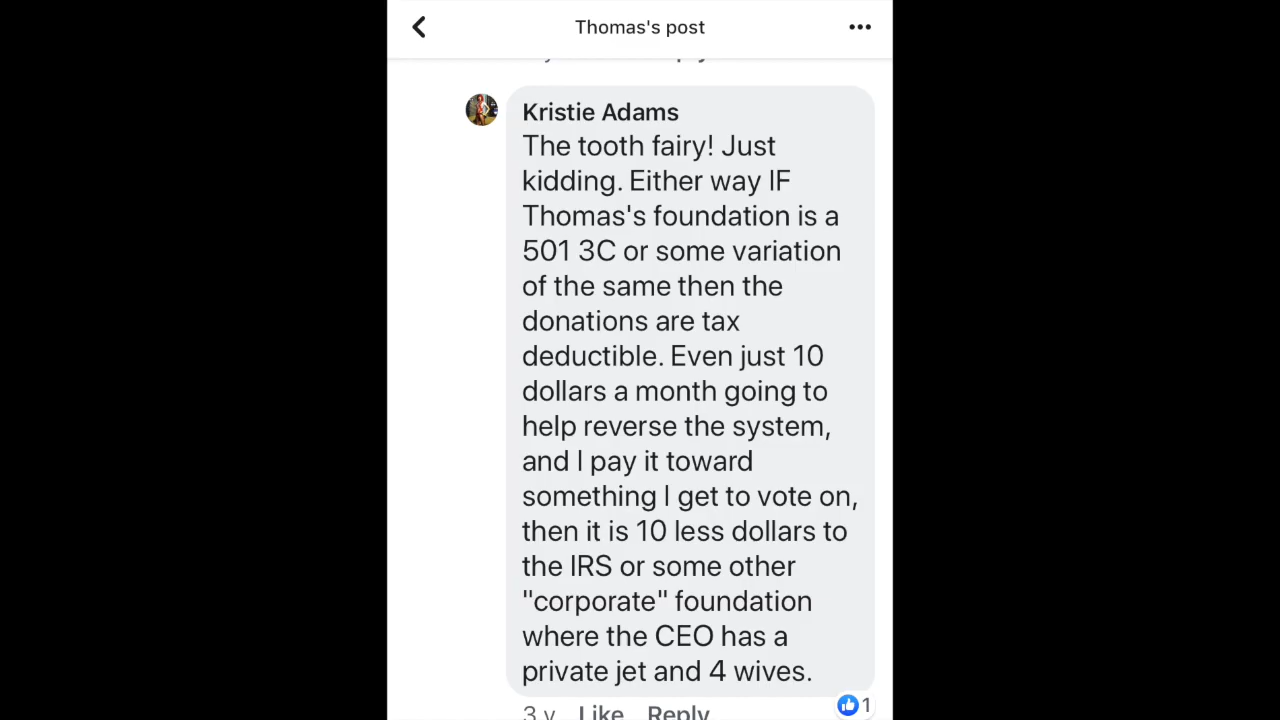 Thomas's post
Kristie Adams
The tooth fairy! Just
kidding. Either way IF
Thomas's foundation is a
501 3C or some variation
of the same then the
donations are tax
deductible. Even just 10
dollars a month going to
help reverse the system,
and I pay it toward
something I get to vote on,
then it is 10 less dollars to
the IRS or some other
"corporate" foundation
where the CEO has a
private jet and 4 wives.
3 y Like Reply 1